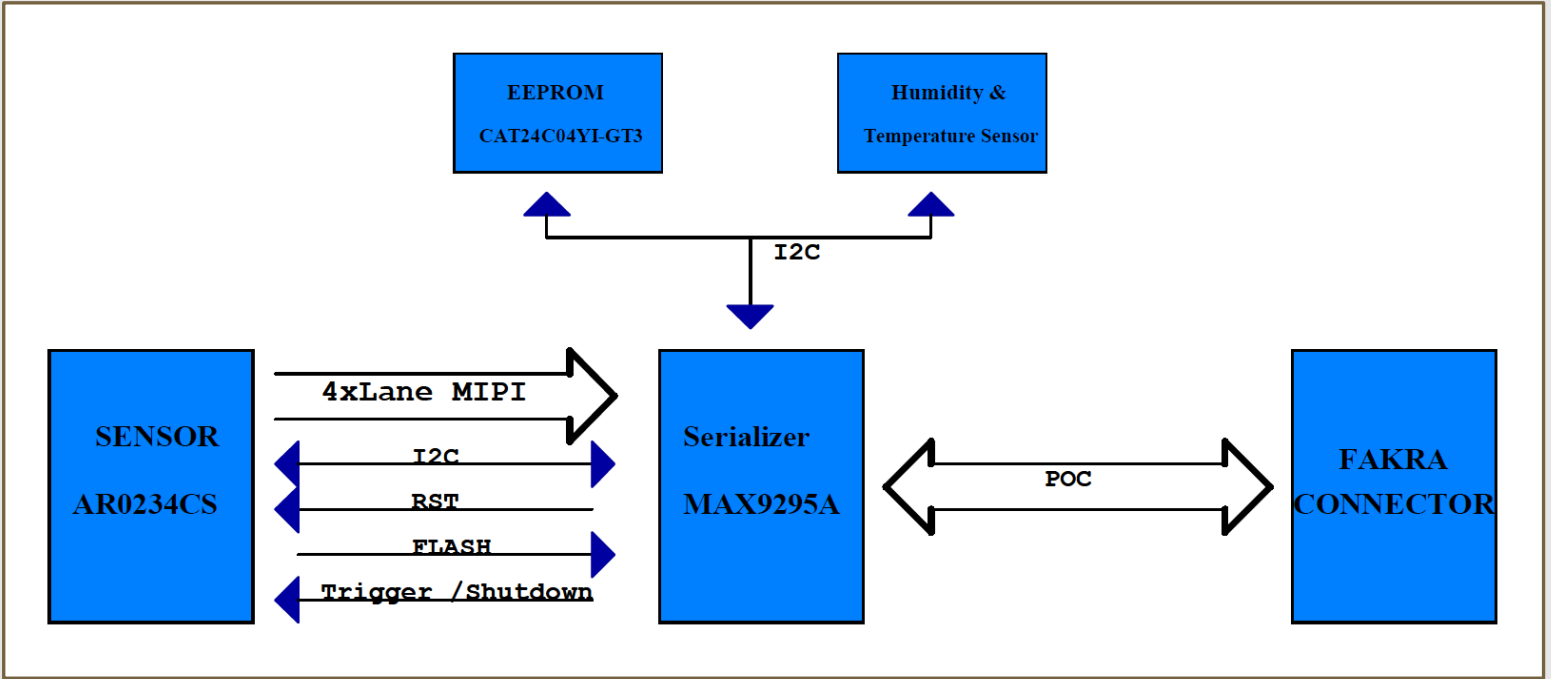 EEPROM
CAT24C04YI-GT3
Humidity &
Temperature Sensor
I2C
SENSOR
AR0234CS
4xLane MIPI
I2C
RST
FLASH
Trigger /Shutdown
Serializer
MAX9295A
POC
FAKRA
CONNECTOR